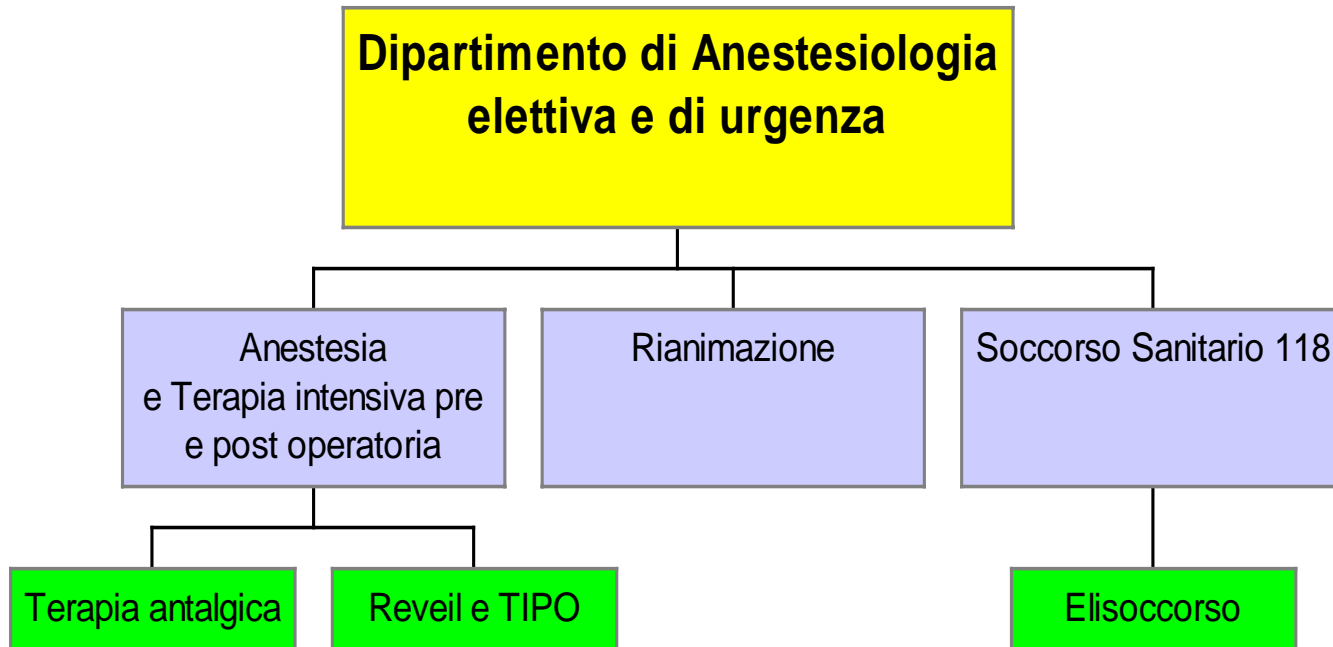 Dipartimento di Anestesiologia
elettiva e di urgenza
Anestesia
e Terapia intensiva pre
e post operatoria
Rianimazione
Soccorso Sanitario 118
Terapia antalgica
Reveil e TIPO
Elisoccorso